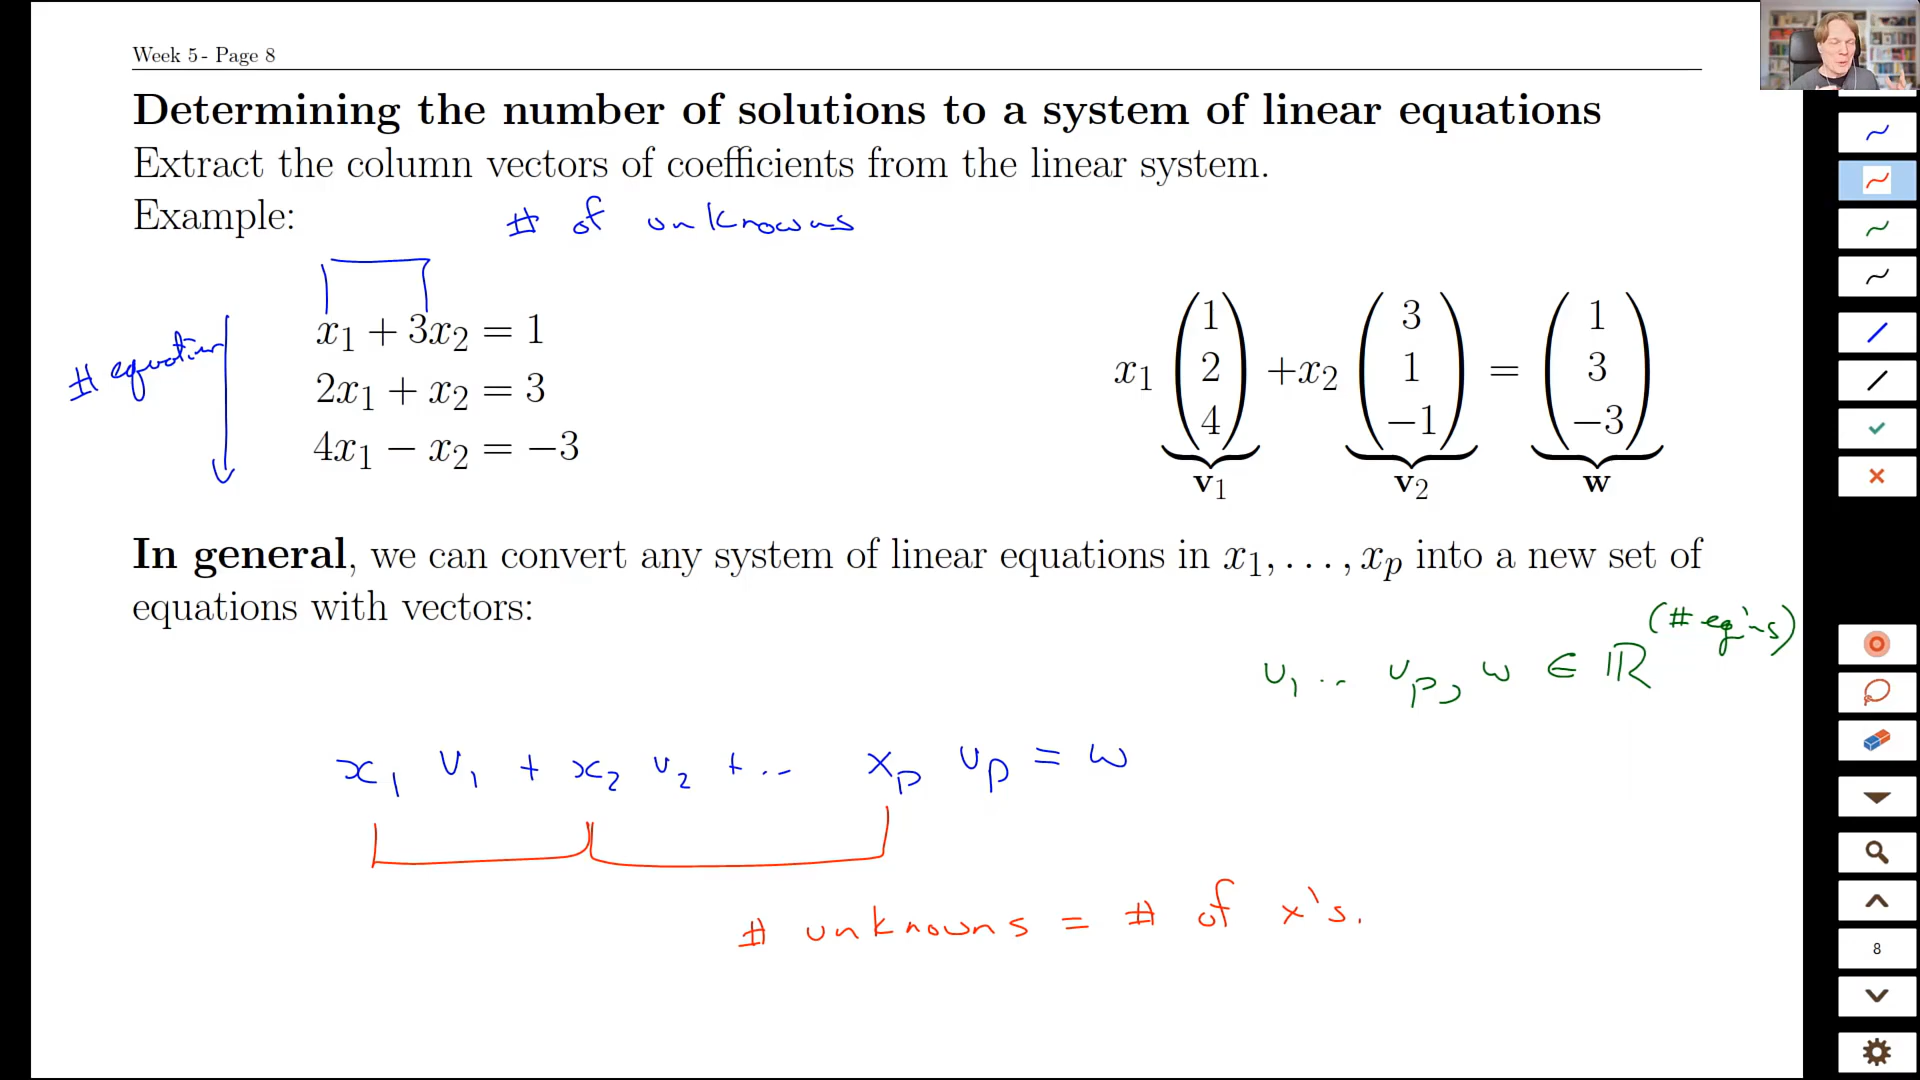 Week 5 - Page 8
Determining the number of solutions to a system of linear equations
Extract the column vectors of coefficients from the linear system.
Example:
# of unknowns
# equations
x₁ + 3x₂ = 1
2x₁ + x₂ = 3
4x₁ − x₂ = −3
x₁ (1 2 4) +x₂ (3 1 −1) = (1 3 −3)
v₁ v₂ w
In general, we can convert any system of linear equations in x₁, . . . , xₚ into a new set of
equations with vectors:
(# eq'ns)
v₁ .. vₚ, w ∈ ℝ
x₁ v₁ + x₂ v₂ + .. xₚ vₚ = w
# unknowns = # of x's.
8